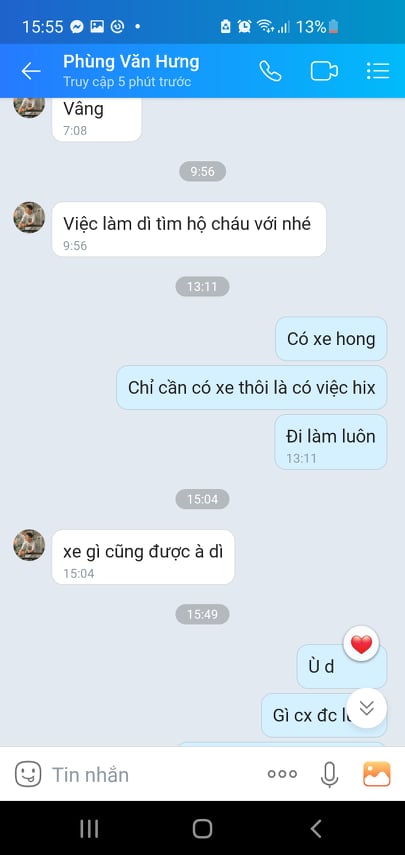 15:55
13%
Phùng Văn Hưng
Truy cập 5 phút trước
Vâng
7:08
9:56
Việc làm dì tìm hộ cháu với nhé
9:56
13:11
Có xe hong
Chỉ cần có xe thôi là có việc hix
Đi làm luôn
13:11
15:04
xe gì cũng được à dì
15:04
15:49
Ù d
Gì cx đc
Tin nhắn